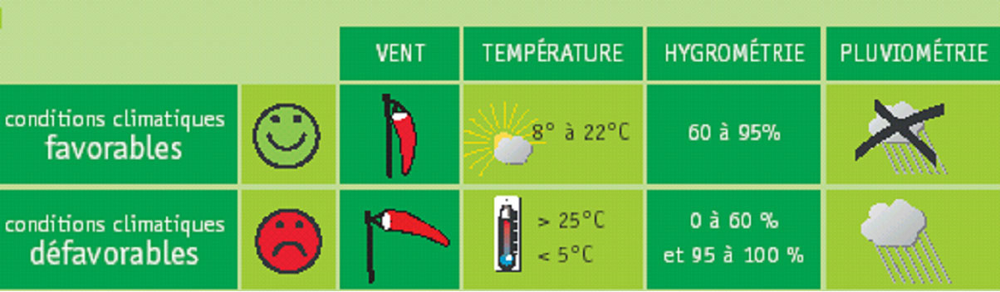 VENT
TEMPÉRATURE
HYGROMÉTRIE
PLUVIOMÉTRIE
conditions climatiques
favorables
8° à 22°C
60 à 95%
conditions climatiques
défavorables
> 25°C
< 5°C
0 à 60 %
et 95 à 100 %